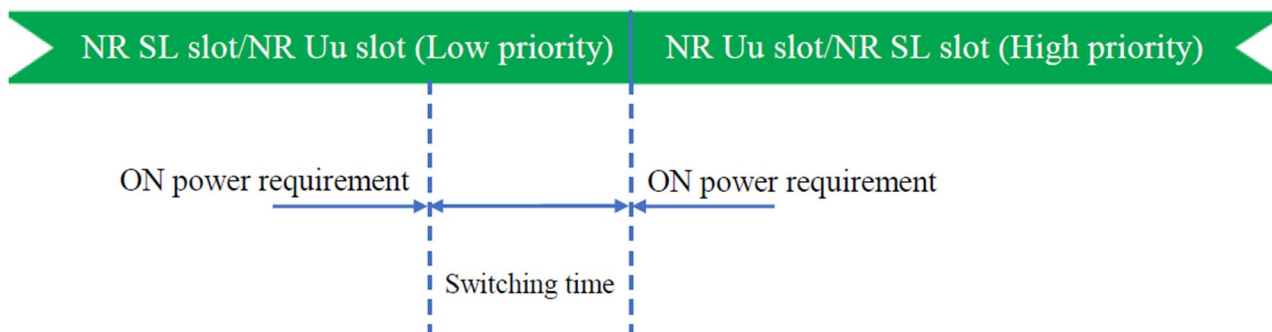 NR SL slot/NR Uu slot (Low priority)
NR Uu slot/NR SL slot (High priority)
ON power requirement
ON power requirement
Switching time